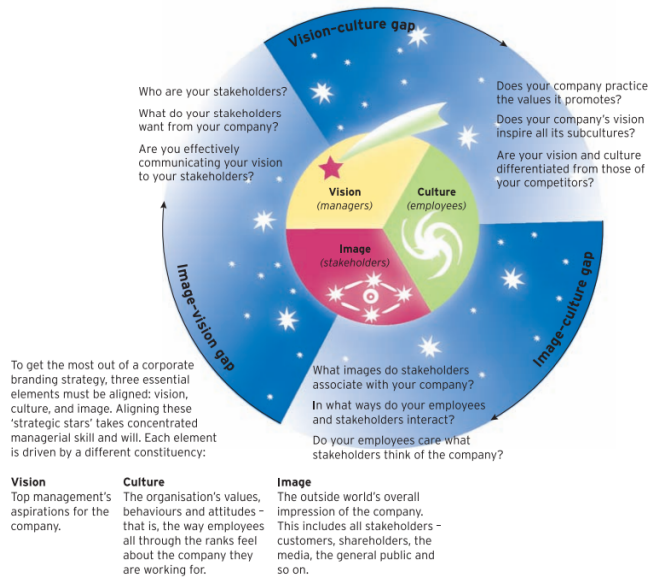 Vision–culture gap
Who are your stakeholders?
What do your stakeholders
want from your company?
Are you effectively
communicating your vision
to your stakeholders?
Does your company practice
the values it promotes?
Does your company's vision
inspire all its subcultures?
Are your vision and culture
differentiated from those of
your competitors?
Vision
(managers)
Culture
(employees)
Image
(stakeholders)
Image–vision gap
Image–culture gap
What images do stakeholders
associate with your company?
In what ways do your employees
and stakeholders interact?
Do your employees care what
stakeholders think of the company?
To get the most out of a corporate
branding strategy, three essential
elements must be aligned: vision,
culture, and image. Aligning these
'strategic stars' takes concentrated
managerial skill and will. Each element
is driven by a different constituency:
Vision
Top management's
aspirations for the
company.
Culture
The organisation's values,
behaviours and attitudes –
that is, the way employees
all through the ranks feel
about the company they
are working for.
Image
The outside world's overall
impression of the company.
This includes all stakeholders –
customers, shareholders, the
media, the general public and
so on.